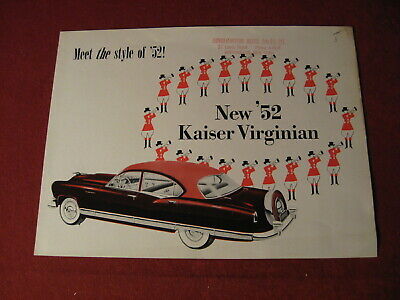 Meet the style of '52!
New '52
Kaiser Virginian